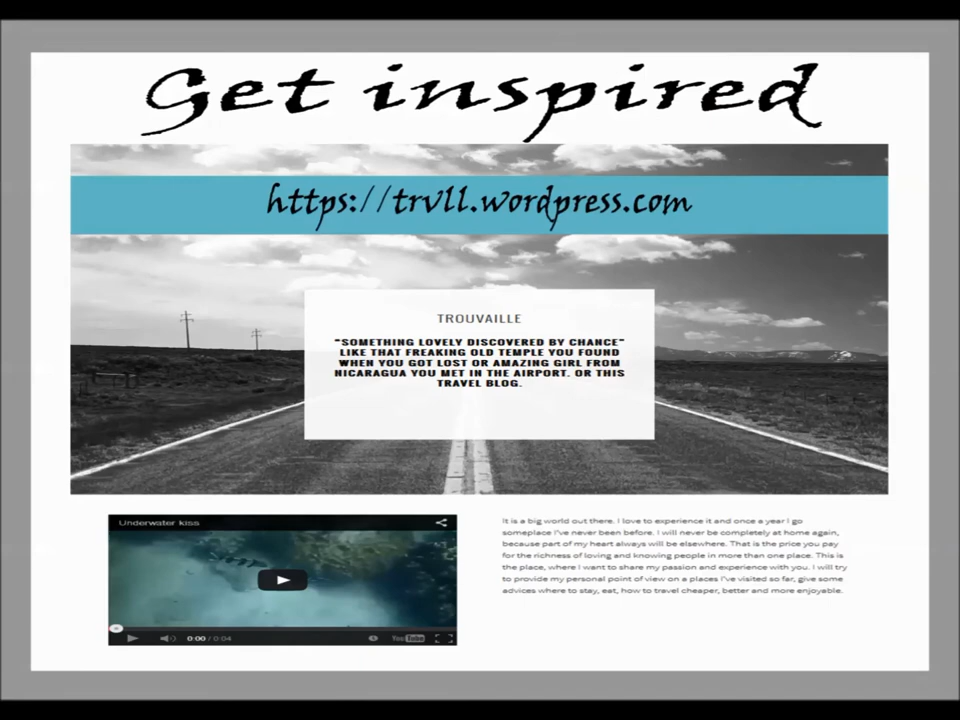 Get inspired
https://trvll.wordpress.com
TROUVAILLE
"SOMETHING LOVELY DISCOVERED BY CHANCE"
LIKE THAT FREAKING OLD TEMPLE YOU FOUND
WHEN YOU GOT LOST OR AMAZING GIRL FROM
NICARAGUA YOU MET IN THE AIRPORT. OR THIS
TRAVEL BLOG.
Underwater kiss
0:00 / 0:04
YouTube
It is a big world out there. I love to experience it and once a year I go
someplace I've never been before. I will never be completely at home again,
because part of my heart always will be elsewhere. That is the price you pay
for the richness of loving and knowing people in more than one place. This is
the place, where I want to share my passion and experience with you. I will try
to provide my personal point of view on a places I've visited so far, give some
advices where to stay, eat, how to travel cheaper, better and more enjoyable.